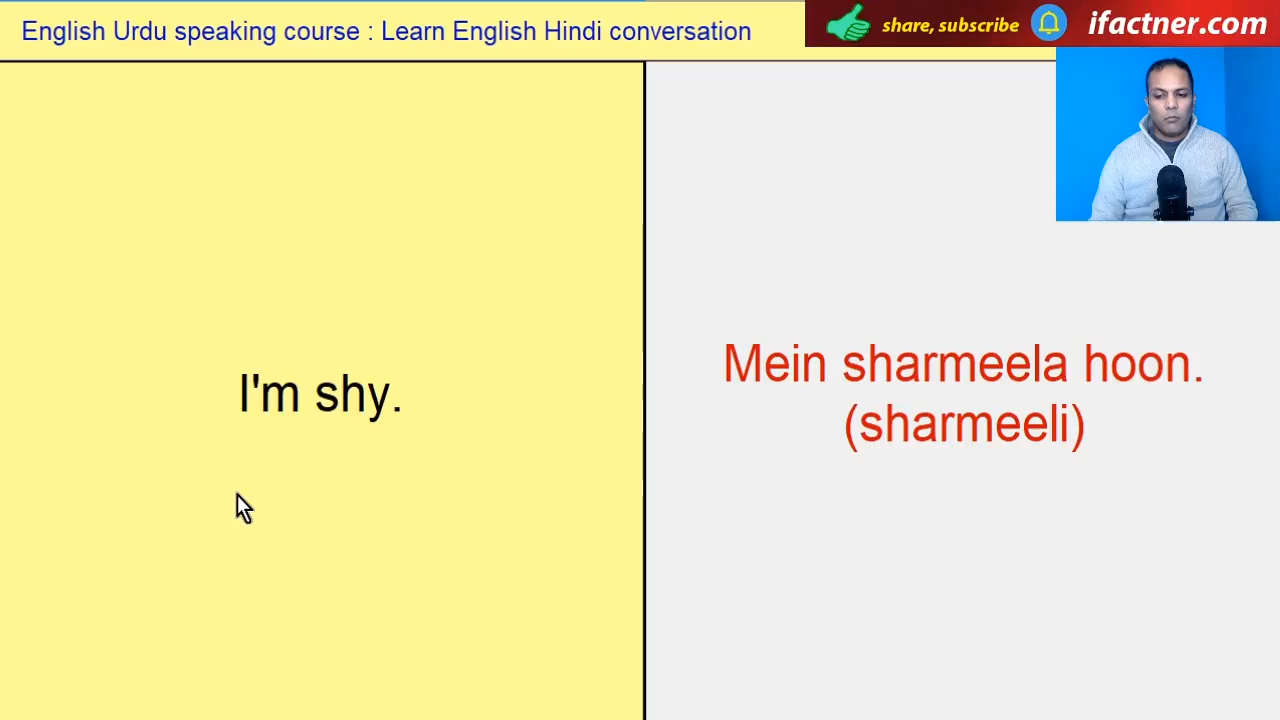 English Urdu speaking course : Learn English Hindi conversation
share, subscribe
ifactner.com
I'm shy.
Mein sharmeela hoon.
(sharmeeli)